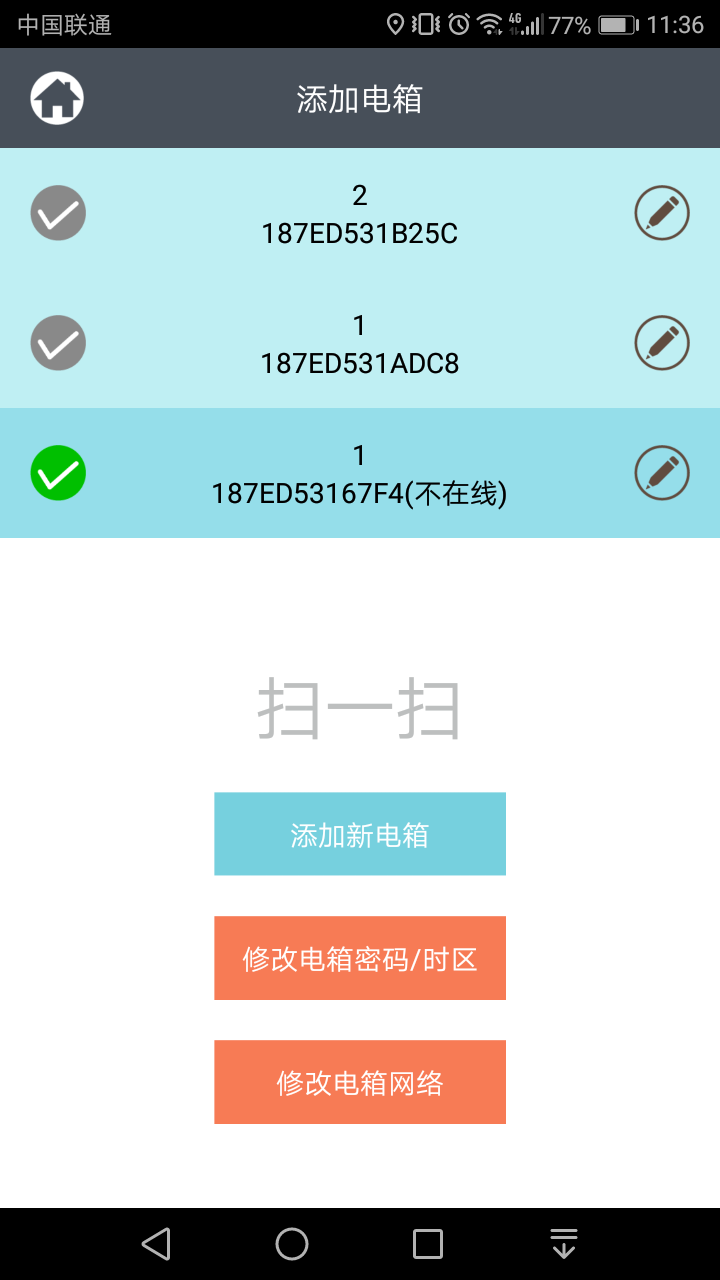 中国联通 4G 77% 11:36
添加电箱
2
187ED531B25C
1
187ED531ADC8
1
187ED53167F4(不在线)
扫一扫
添加新电箱
修改电箱密码/时区
修改电箱网络